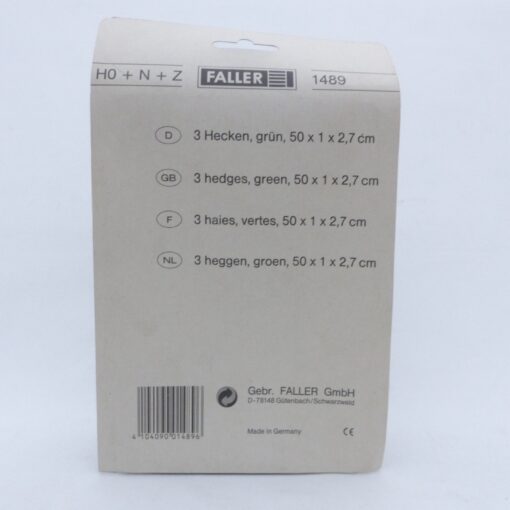 H0 + N + Z FALLER 1489
D 3 Hecken, grün, 50 x 1 x 2,7 cm
GB 3 hedges, green, 50 x 1 x 2,7 cm
F 3 haies, vertes, 50 x 1 x 2,7 cm
NL 3 heggen, groen, 50 x 1 x 2,7 cm
Gebr. FALLER GmbH
D-78148 Gütenbach/Schwarzwald
Made in Germany CE
4 104090 014896